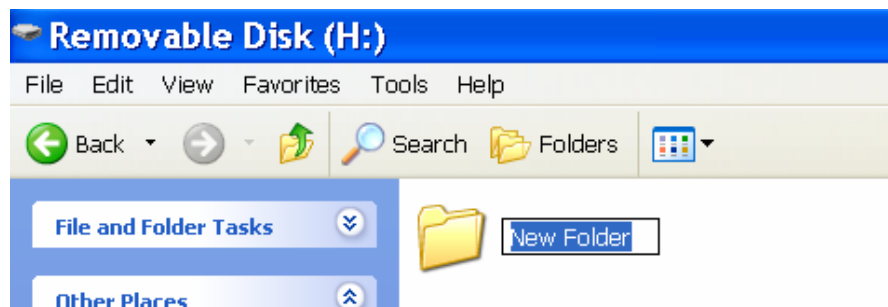 Removable Disk (H:)
File Edit View Favorites Tools Help
Back Search Folders
File and Folder Tasks
New Folder
Other Places